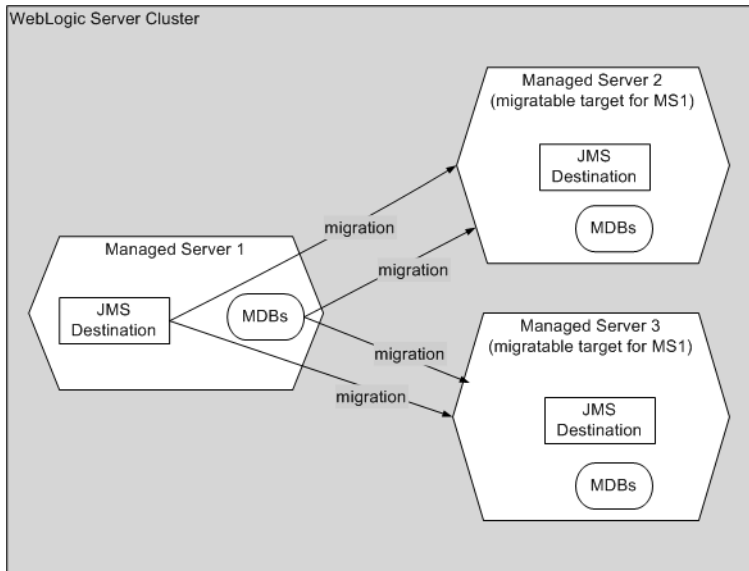 WebLogic Server Cluster
Managed Server 2
(migratable target for MS1)
JMS
Destination
MDBs
migration
migration
Managed Server 1
JMS
Destination
MDBs
migration
migration
Managed Server 3
(migratable target for MS1)
JMS
Destination
MDBs